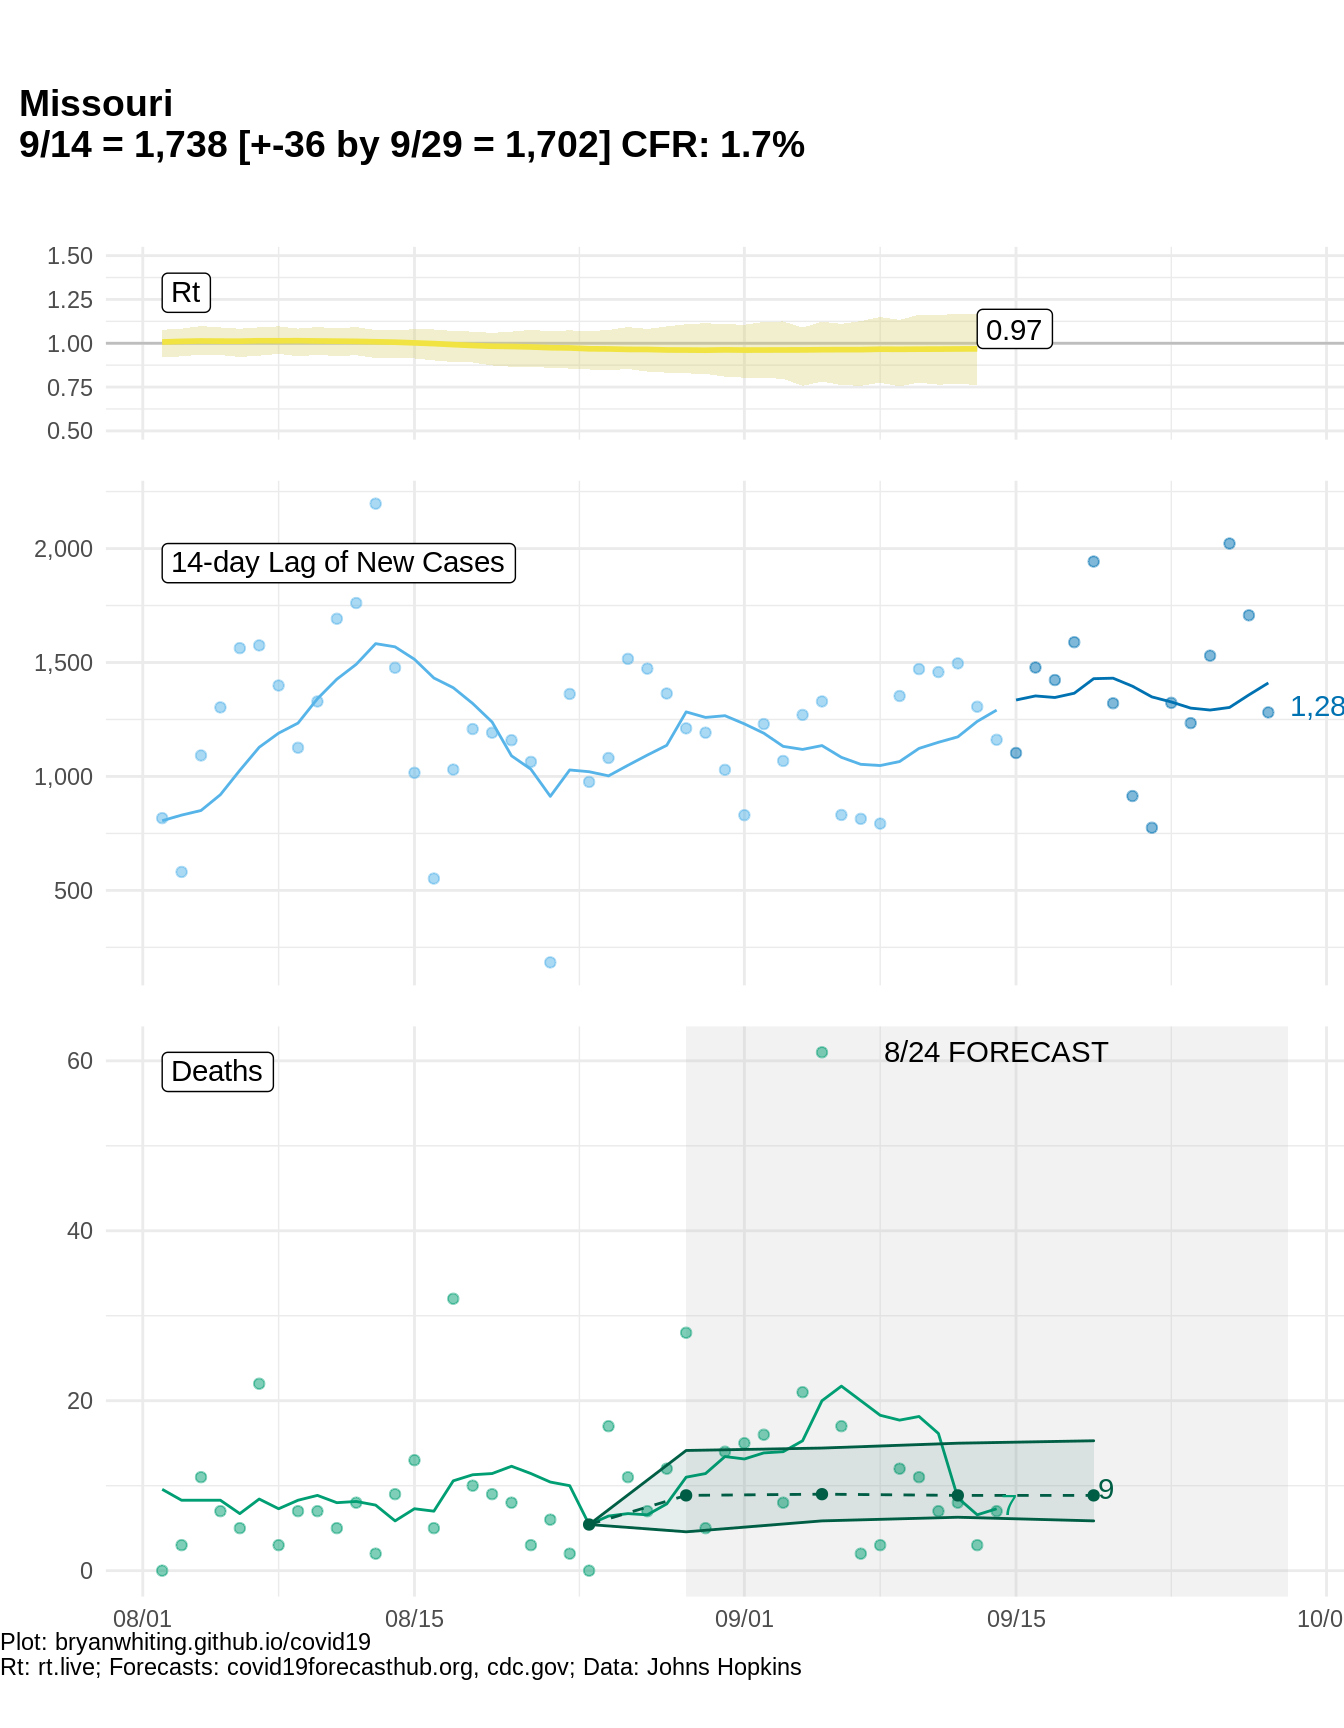 Missouri
9/14 = 1,738 [+-36 by 9/29 = 1,702] CFR: 1.7%
1.50
Rt
1.25
0.97
1.00
0.75
0.50
2,000
14-day Lag of New Cases
1,500
1,28
1,000
500
8/24 FORECAST
60
Deaths
40
20
9
7
0
08/01 08/15 09/01 09/15 10/0
Plot: bryanwhiting.github.io/covid19
Rt: rt.live; Forecasts: covid19forecasthub.org, cdc.gov; Data: Johns Hopkins